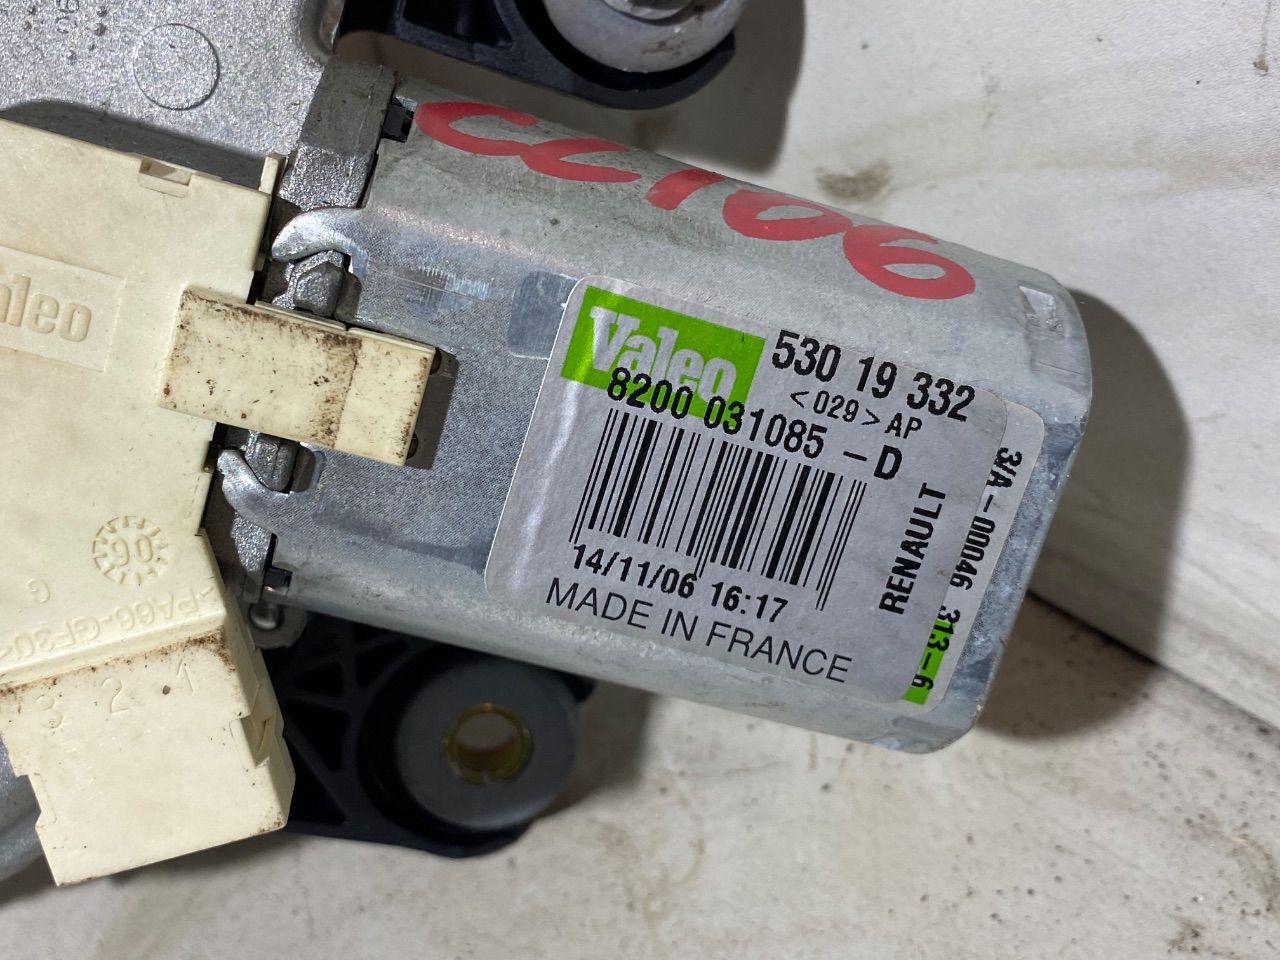 CC106
Valeo
530 19 332
<029> AP
8200 031085 -D
14/11/06 16:17
MADE IN FRANCE
RENAULT
3/A-00046 313-6
06
G
3 2 1